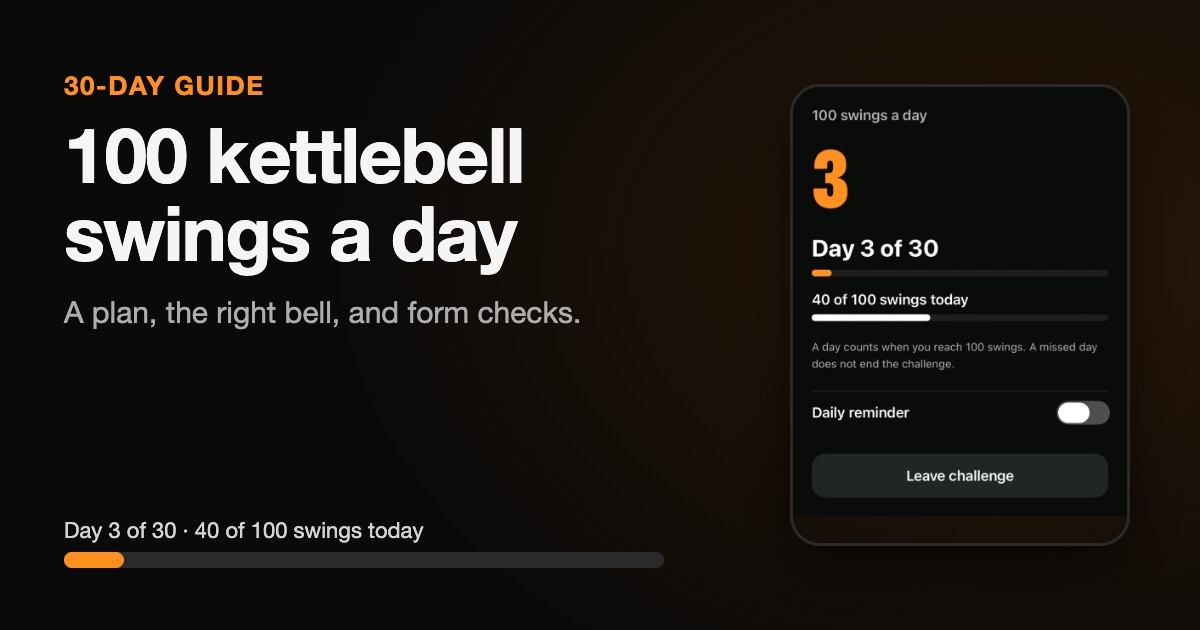 30-DAY GUIDE
100 kettlebell
swings a day
A plan, the right bell, and form checks.
Day 3 of 30 · 40 of 100 swings today
100 swings a day
3
Day 3 of 30
40 of 100 swings today
A day counts when you reach 100 swings. A missed day
does not end the challenge.
Daily reminder
Leave challenge